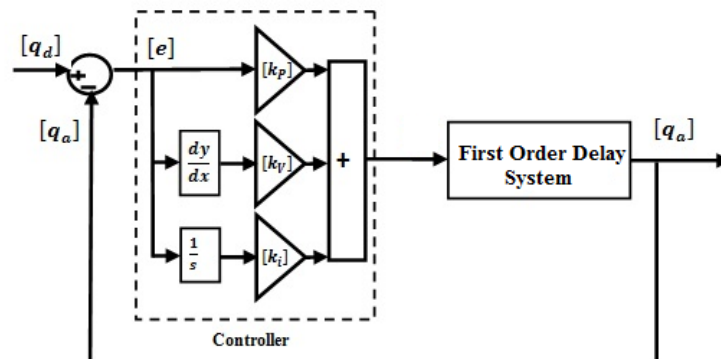 [q_d]
[e]
+
−
[q_a]
[k_P]
dy
dx
[k_V]
+
1
s
[k_i]
First Order Delay
System
[q_a]
Controller